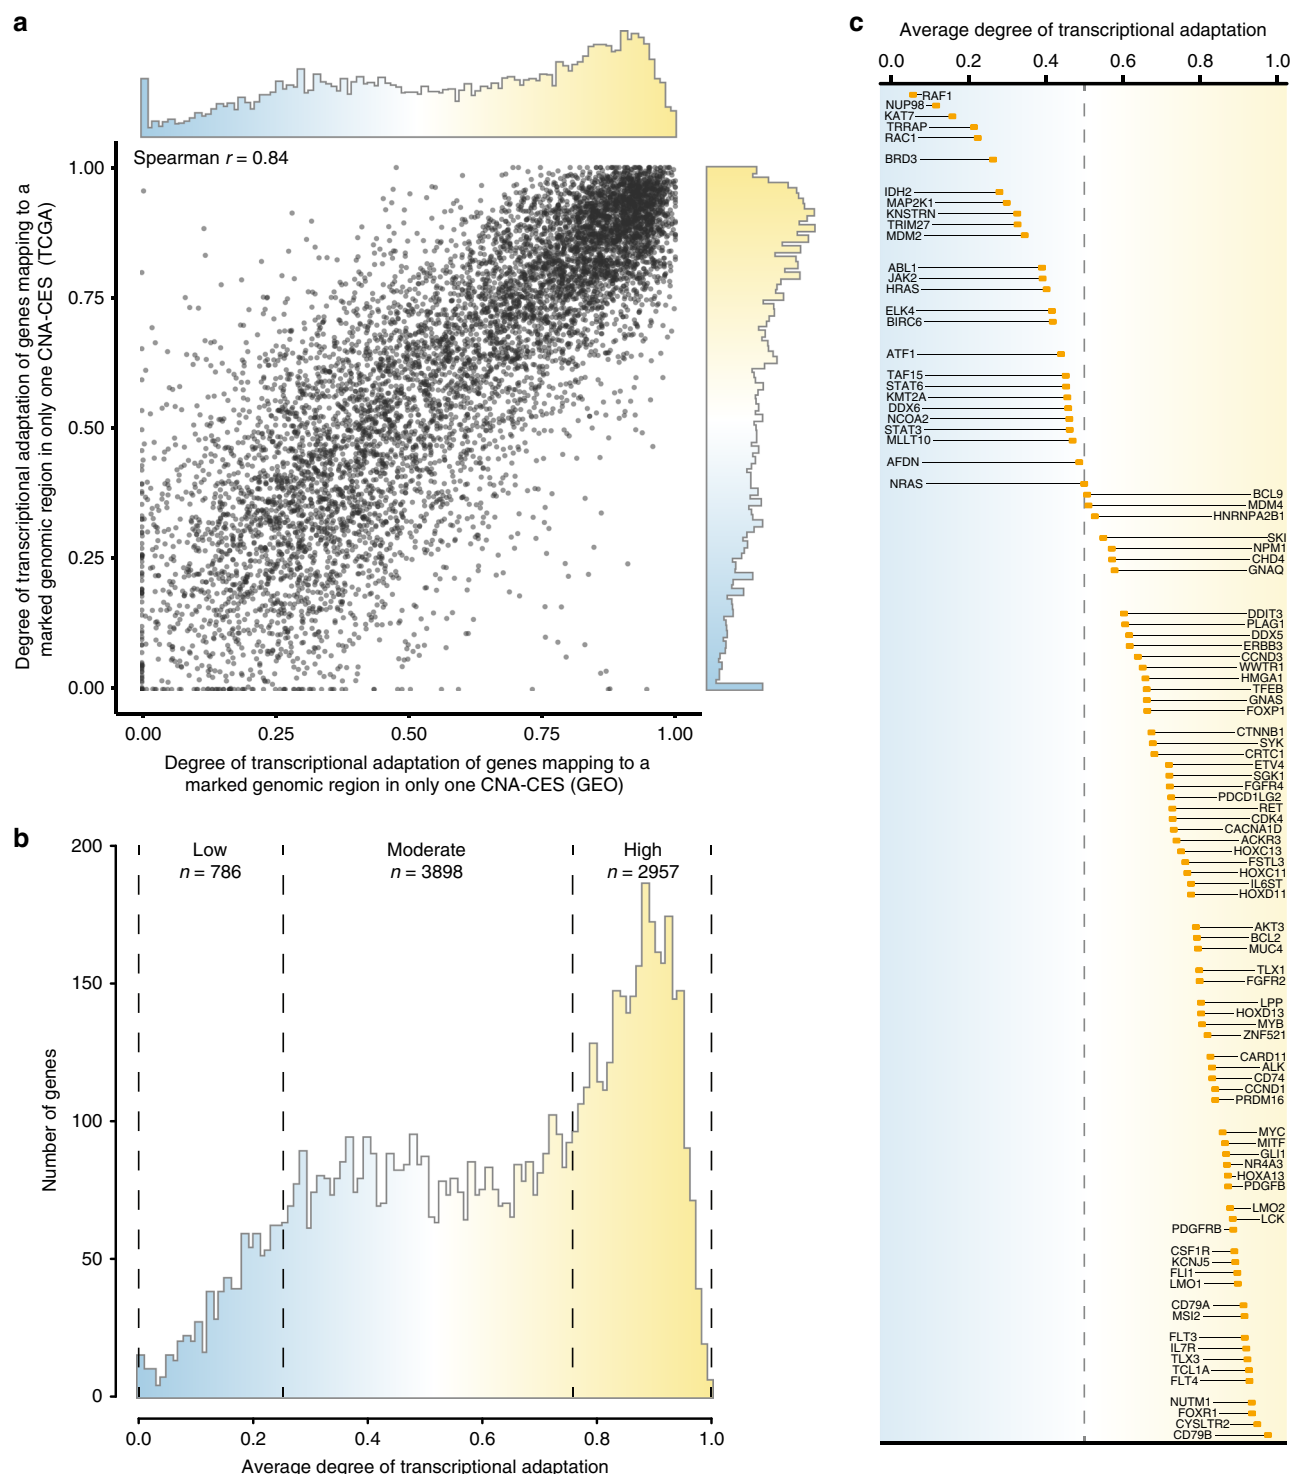 a
Spearman r = 0.84
1.00
0.75
0.50
0.25
0.00
Degree of transcriptional adaptation of genes mapping to a
marked genomic region in only one CNA-CES (TCGA)
0.00 0.25 0.50 0.75 1.00
Degree of transcriptional adaptation of genes mapping to a
marked genomic region in only one CNA-CES (GEO)
b
200
150
100
50
0
Number of genes
Low
n = 786
Moderate
n = 3898
High
n = 2957
0.0 0.2 0.4 0.6 0.8 1.0
Average degree of transcriptional adaptation
c
Average degree of transcriptional adaptation
0.0 0.2 0.4 0.6 0.8 1.0
RAF1
NUP98
KAT7
TRRAP
RAC1
BRD3
IDH2
MAP2K1
KNSTRN
TRIM27
MDM2
ABL1
JAK2
HRAS
ELK4
BIRC6
ATF1
TAF15
STAT6
KMT2A
DDX6
NCOA2
STAT3
MLLT10
AFDN
NRAS
BCL9
MDM4
HNRNPA2B1
SKI
NPM1
CHD4
GNAQ
DDIT3
PLAG1
DDX5
ERBB3
CCND3
WWTR1
HMGA1
TFEB
GNAS
FOXP1
CTNNB1
SYK
CRTC1
ETV4
SGK1
FGFR4
PDCD1LG2
RET
CDK4
CACNA1D
ACKR3
HOXC13
FSTL3
HOXC11
IL6ST
HOXD11
AKT3
BCL2
MUC4
TLX1
FGFR2
LPP
HOXD13
MYB
ZNF521
CARD11
ALK
CD74
CCND1
PRDM16
MYC
MITF
GLI1
NR4A3
HOXA13
PDGFB
LMO2
LCK
PDGFRB
CSF1R
KCNJ5
FLI1
LMO1
CD79A
MSI2
FLT3
IL7R
TLX3
TCL1A
FLT4
NUTM1
FOXR1
CYSLTR2
CD79B